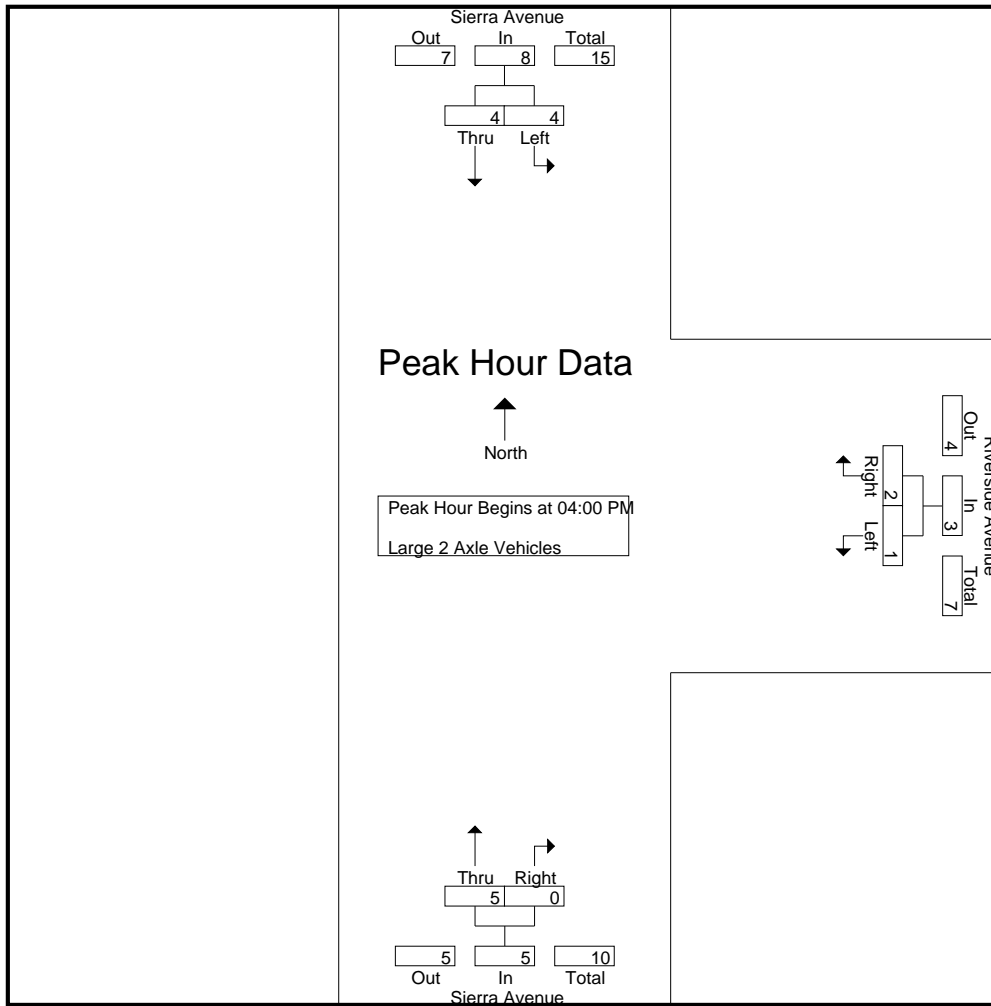 Sierra Avenue
Out In Total
7 8 15
4 4
Thru Left
Peak Hour Data
North
Peak Hour Begins at 04:00 PM
Large 2 Axle Vehicles
Riverside Avenue
Out In Total
4 3 7
2 1
Right Left
Thru Right
5 0
5 5 10
Out In Total
Sierra Avenue